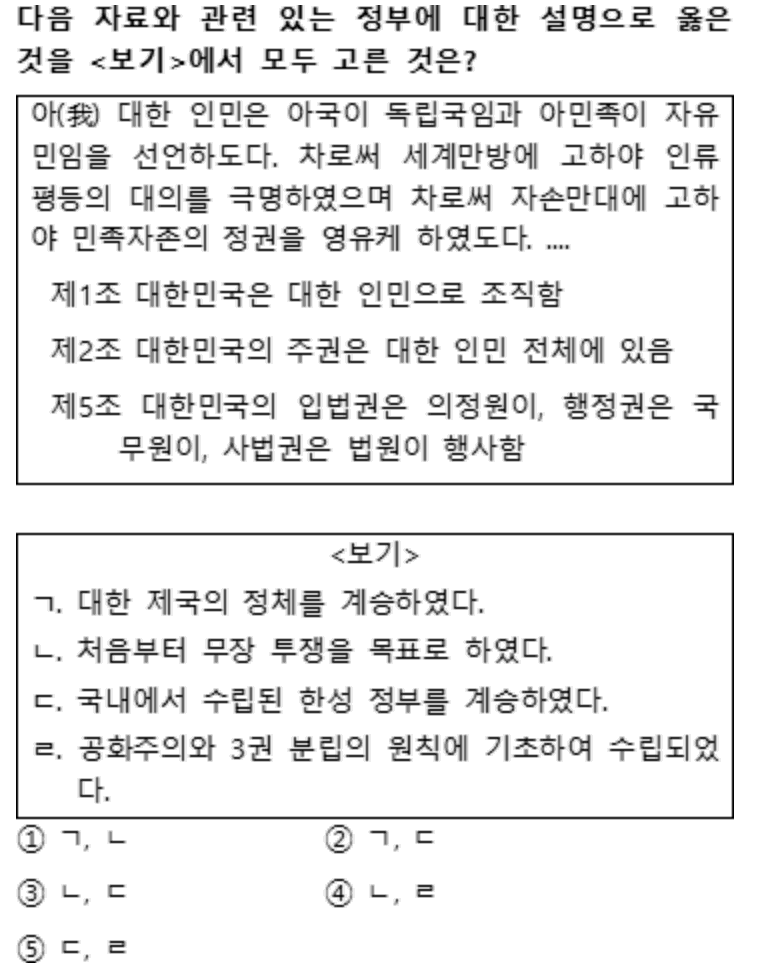 다음 자료와 관련 있는 정부에 대한 설명으로 옳은
것을 <보기>에서 모두 고른 것은?
아(我) 대한 인민은 아국이 독립국임과 아민족이 자유
민임을 선언하도다. 차로써 세계만방에 고하야 인류
평등의 대의를 극명하였으며 차로써 자손만대에 고하
야 민족자존의 정권을 영유케 하였도다. ....
제1조 대한민국은 대한 인민으로 조직함
제2조 대한민국의 주권은 대한 인민 전체에 있음
제5조 대한민국의 입법권은 의정원이, 행정권은 국
무원이, 사법권은 법원이 행사함
<보기>
ㄱ. 대한 제국의 정체를 계승하였다.
ㄴ. 처음부터 무장 투쟁을 목표로 하였다.
ㄷ. 국내에서 수립된 한성 정부를 계승하였다.
ㄹ. 공화주의와 3권 분립의 원칙에 기초하여 수립되었
다.
① ㄱ, ㄴ ② ㄱ, ㄷ
③ ㄴ, ㄷ ④ ㄴ, ㄹ
⑤ ㄷ, ㄹ